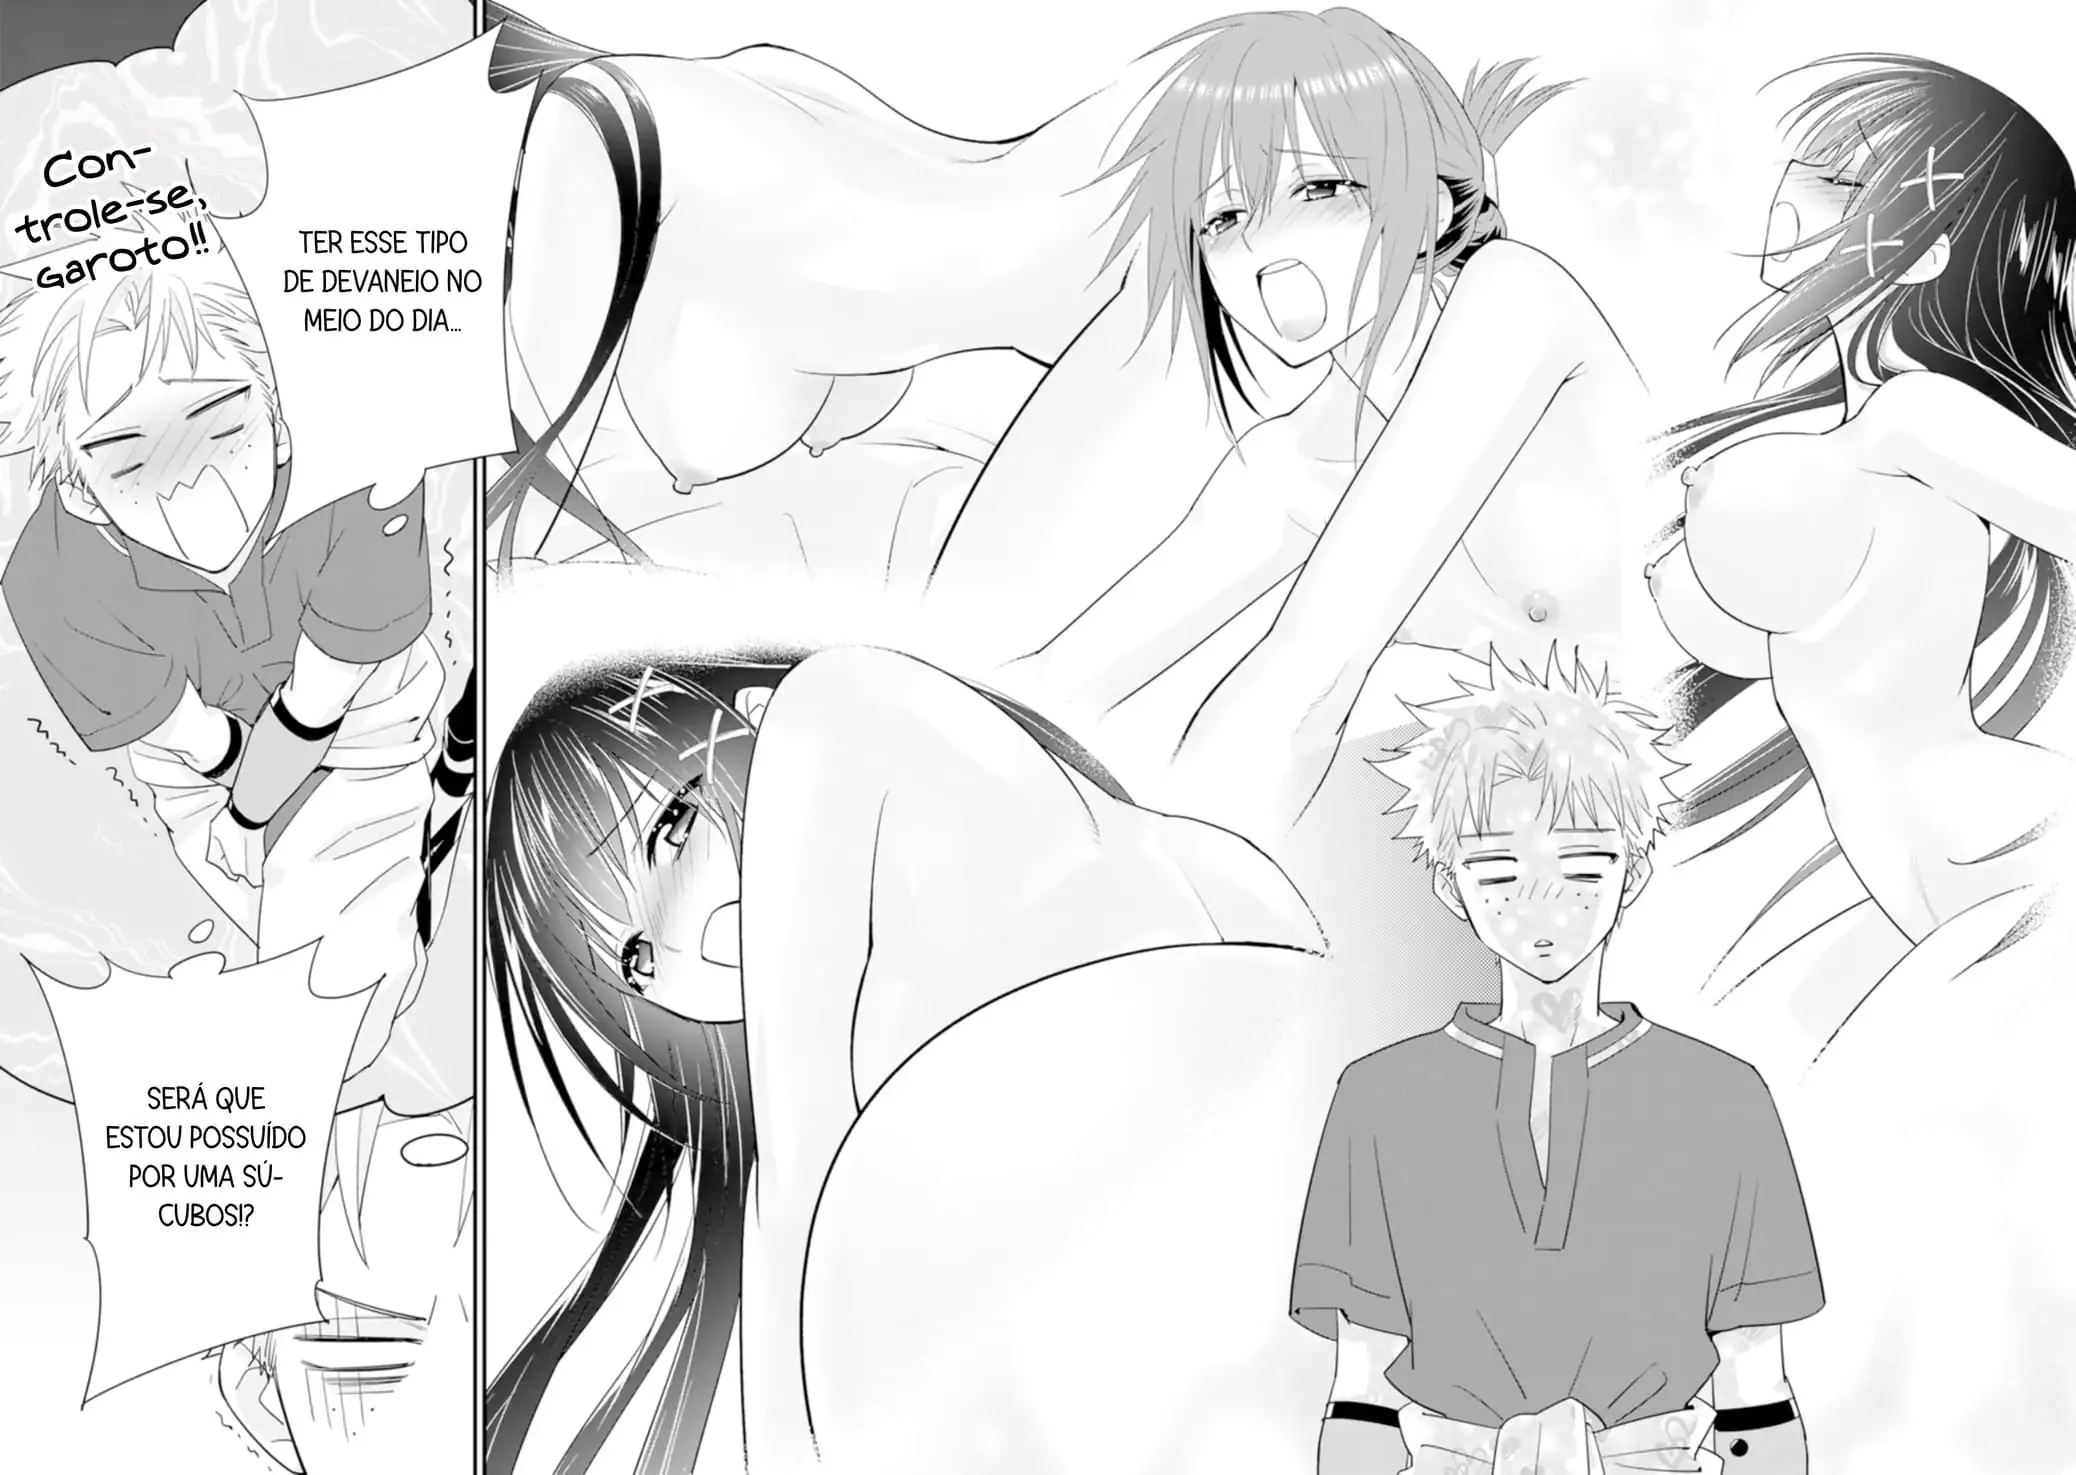 TER ESSE TIPO
DE DEVANEIO NO
MEIO DO DIA...
Con-
trole-se,
garoto!!
SERÁ QUE
ESTOU POSSUÍDO
POR UMA SÚ-
CUBOS!?